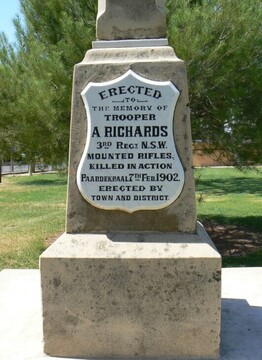 ERECTED
TO
THE MEMORY OF
TROOPER
A RICHARDS
3RD REGT N.S.W.
MOUNTED RIFLES,
KILLED IN ACTION
PAARDEKRAAL 7TH FEB 1902.
ERECTED BY
TOWN AND DISTRICT.